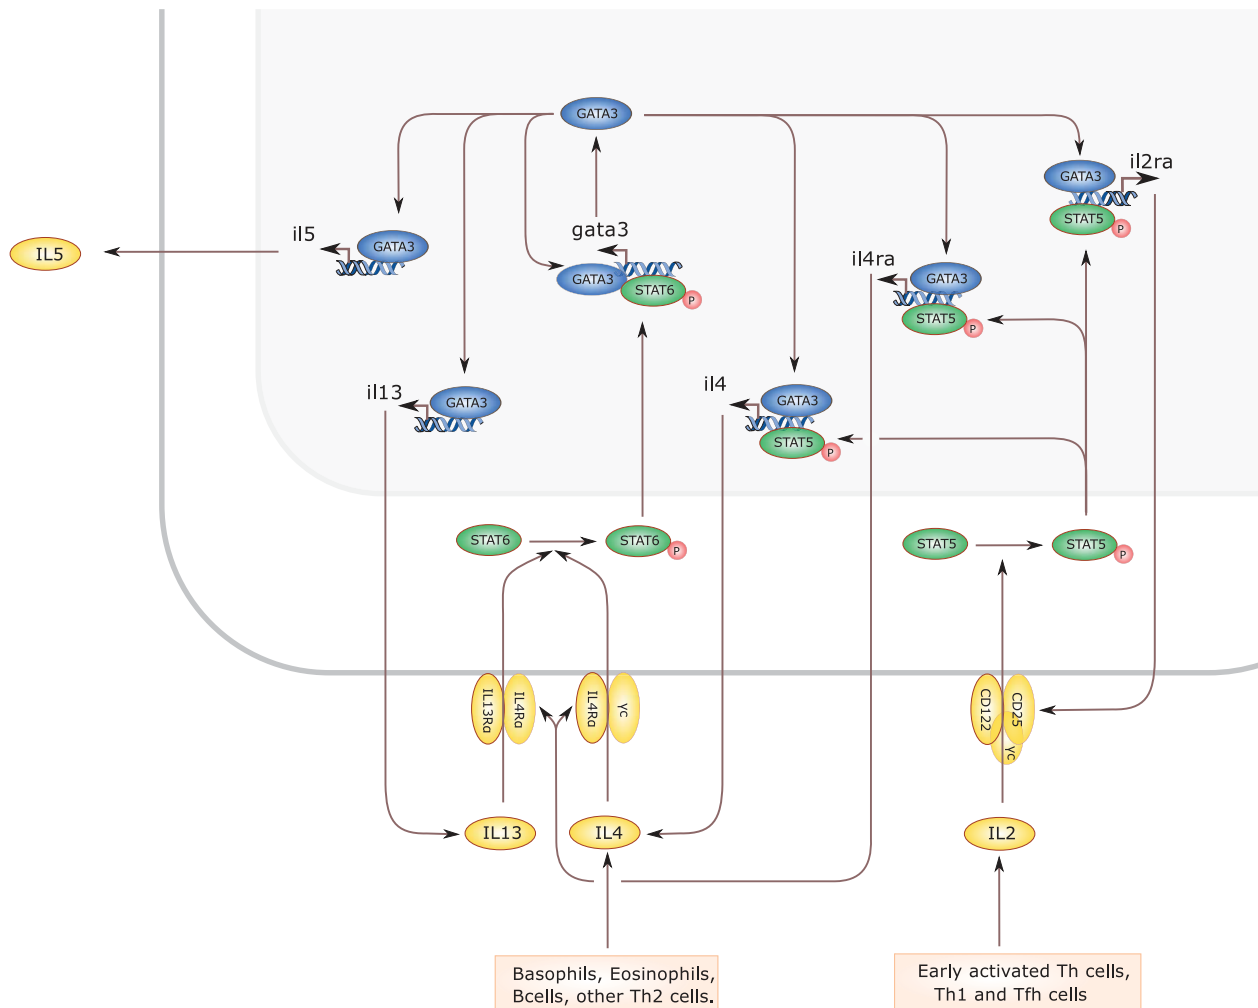 GATA3
il2ra
GATA3
STAT5
P
gata3
il5
GATA3
IL5
GATA3
STAT6
P
il4ra
GATA3
STAT5
P
il13
GATA3
il4
GATA3
STAT5
P
STAT6
STAT6
P
STAT5
STAT5
P
IL13Rα
IL4Rα
IL4Rα
Yc
CD122
CD25
Yc
IL13
IL4
IL2
Basophils, Eosinophils,
Bcells, other Th2 cells.
Early activated Th cells,
Th1 and Tfh cells